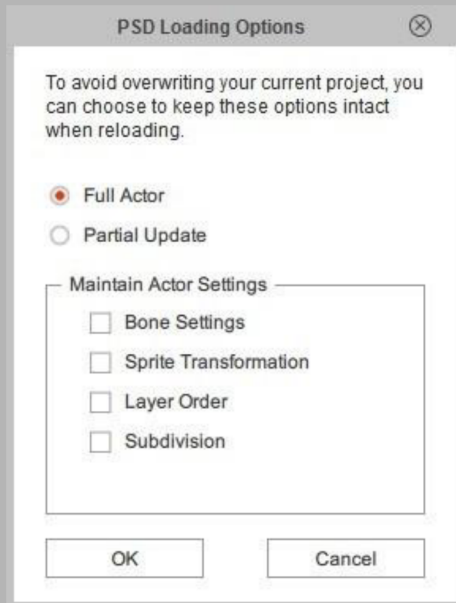 PSD Loading Options
To avoid overwriting your current project, you
can choose to keep these options intact
when reloading.
Full Actor
Partial Update
Maintain Actor Settings
Bone Settings
Sprite Transformation
Layer Order
Subdivision
OK
Cancel